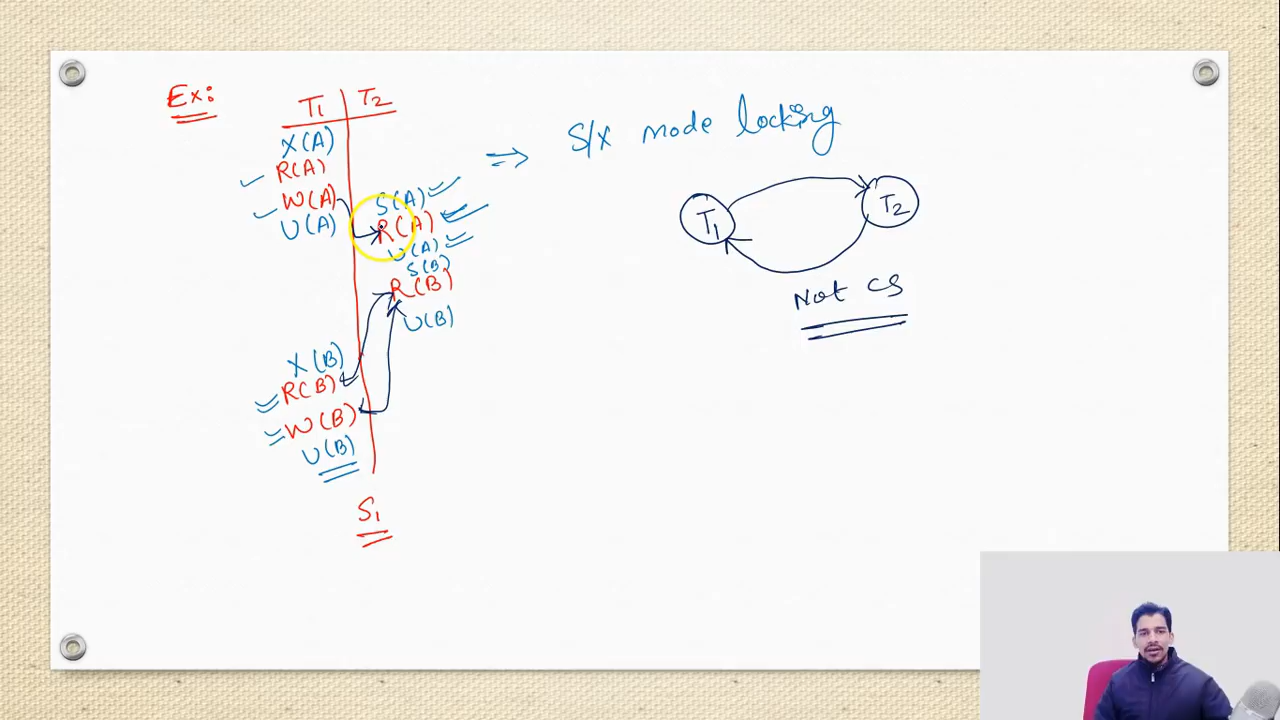 Ex:
T1 T2
X(A)
R(A)
W(A)
U(A)
S(A)
R(A)
U(A)
S(B)
R(B)
U(B)
X(B)
R(B)
W(B)
U(B)
S1
⇒ S/X mode locking
T1 T2
Not CS